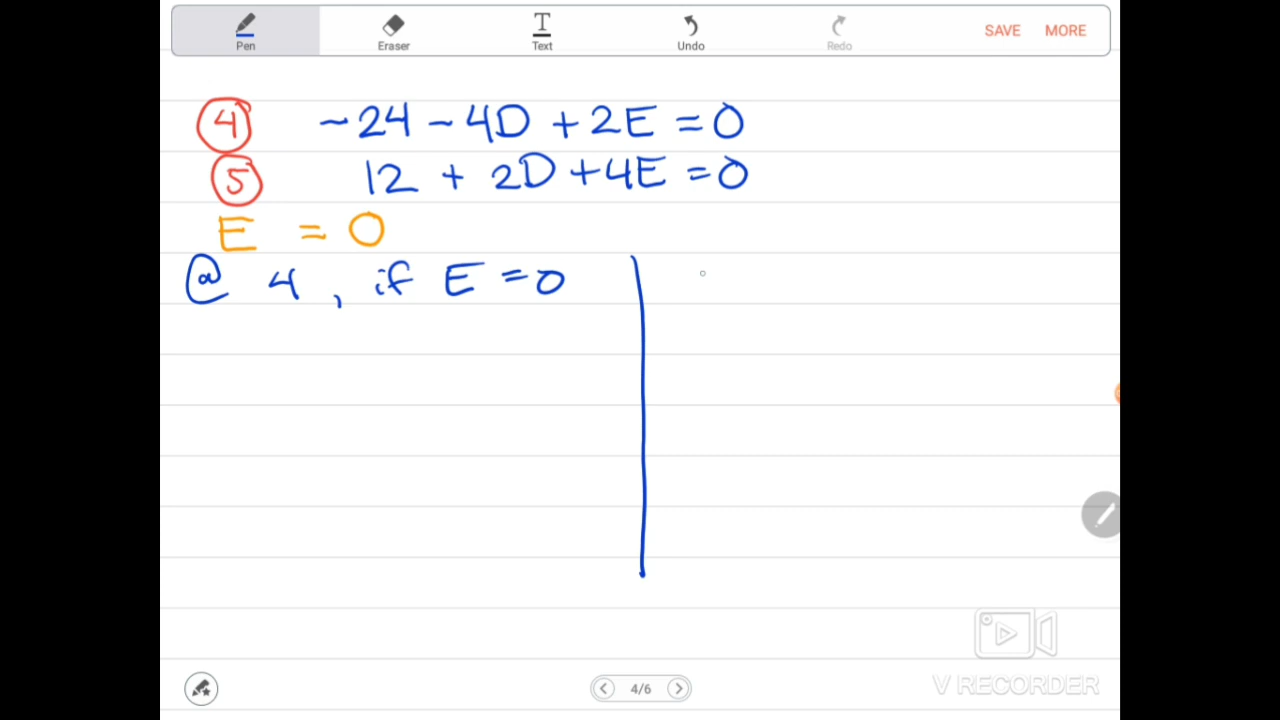 Pen Eraser Text Undo Redo SAVE MORE
④ -24 - 4D + 2E = 0
⑤ 12 + 2D + 4E = 0
E = 0
@ 4, if E = 0
V RECORDER
4/6